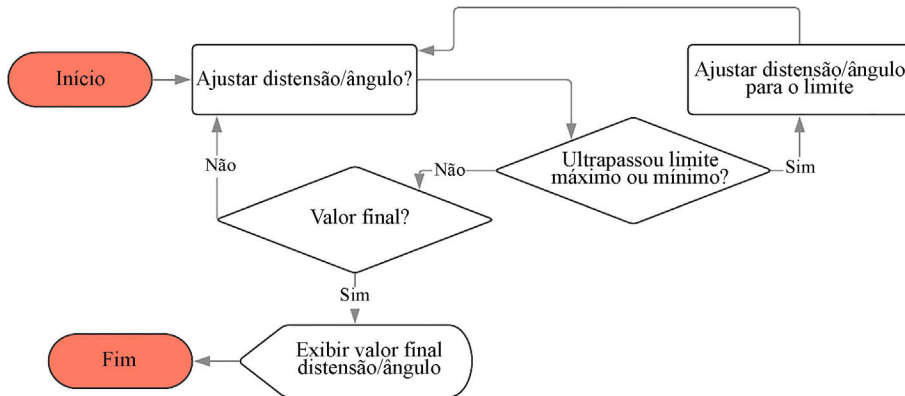 Início
Ajustar distensão/ângulo?
Ajustar distensão/ângulo
para o limite
Ultrapassou limite
máximo ou mínimo?
Sim
Não
Não
Valor final?
Sim
Exibir valor final
distensão/ângulo
Fim